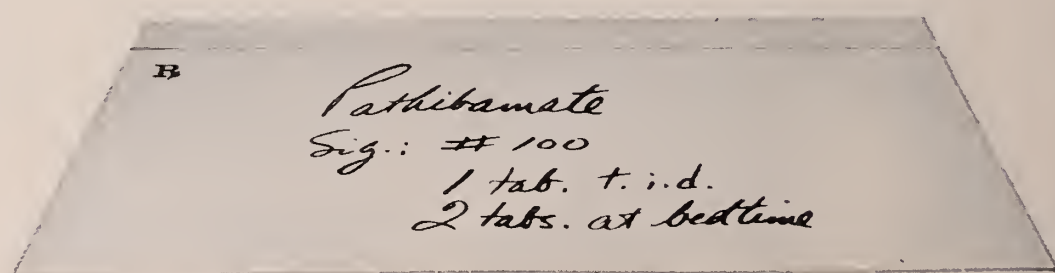 ℞
Pathibamate
Sig.: # 100
1 tab. t.i.d.
2 tabs. at bedtime